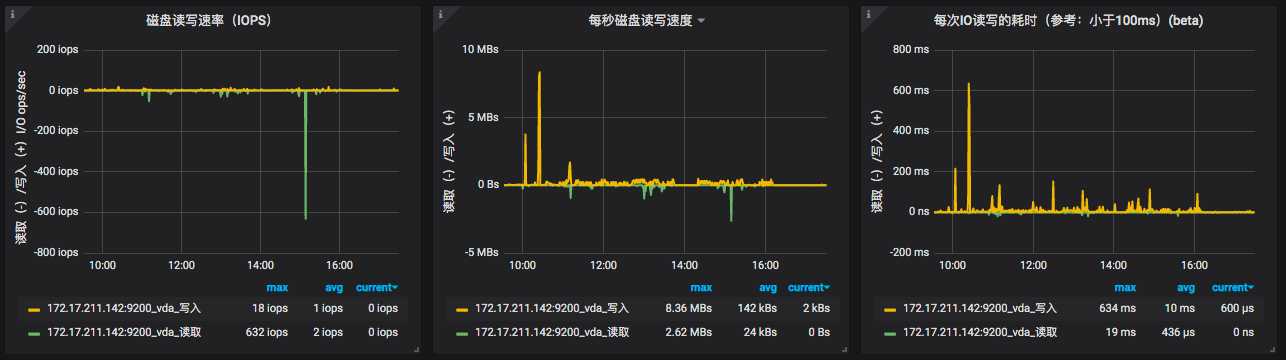 磁盘读写速率（IOPS）
读取（-）/写入（+） I/O ops/sec
200 iops
0 iops
-200 iops
-400 iops
-600 iops
-800 iops
10:00 12:00 14:00 16:00
max avg current
172.17.211.142:9200_vda_写入 18 iops 1 iops 0 iops
172.17.211.142:9200_vda_读取 632 iops 2 iops 0 iops
每秒磁盘读写速度
读取（-）/写入（+）
10 MBs
5 MBs
0 Bs
-5 MBs
10:00 12:00 14:00 16:00
max avg current
172.17.211.142:9200_vda_写入 8.36 MBs 142 kBs 2 kBs
172.17.211.142:9200_vda_读取 2.62 MBs 24 kBs 0 Bs
每次IO读写的耗时（参考：小于100ms）(beta)
读取（-）/写入（+）
800 ms
600 ms
400 ms
200 ms
0 ns
-200 ms
10:00 12:00 14:00 16:00
max avg current
172.17.211.142:9200_vda_写入 634 ms 10 ms 600 µs
172.17.211.142:9200_vda_读取 19 ms 436 µs 0 ns